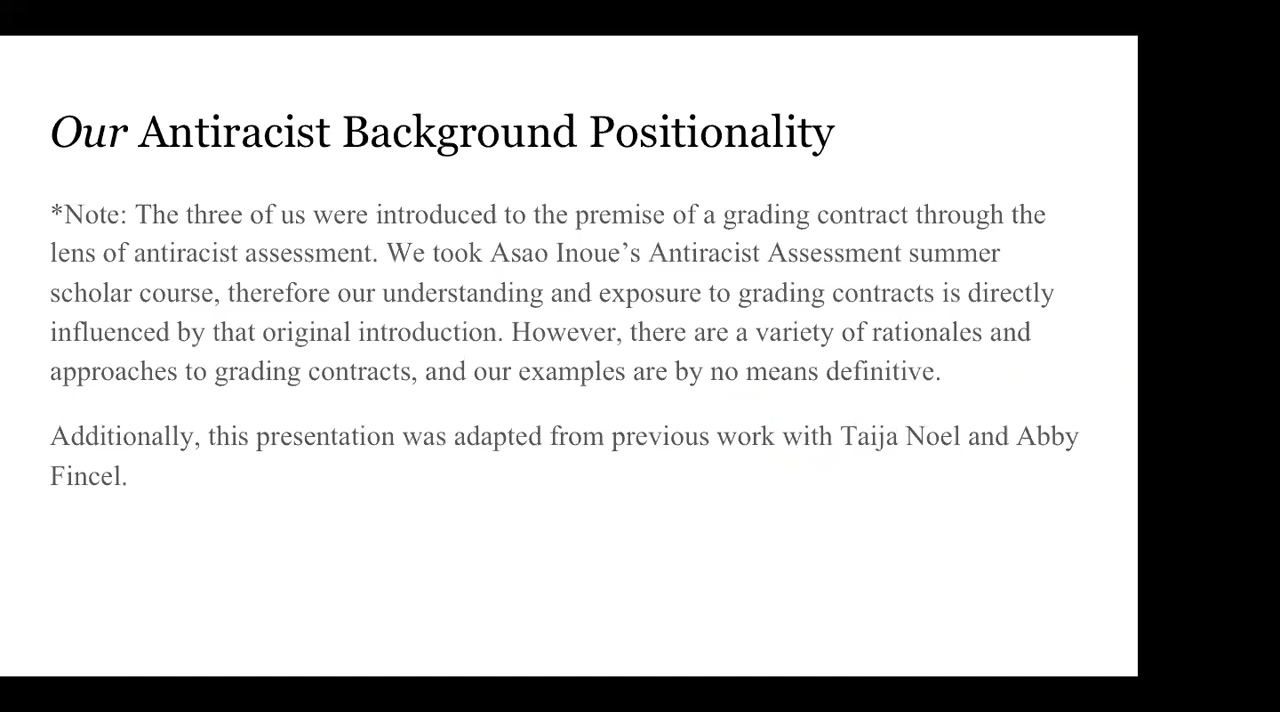 Our Antiracist Background Positionality
*Note: The three of us were introduced to the premise of a grading contract through the
lens of antiracist assessment. We took Asao Inoue’s Antiracist Assessment summer
scholar course, therefore our understanding and exposure to grading contracts is directly
influenced by that original introduction. However, there are a variety of rationales and
approaches to grading contracts, and our examples are by no means definitive.
Additionally, this presentation was adapted from previous work with Taija Noel and Abby
Fincel.